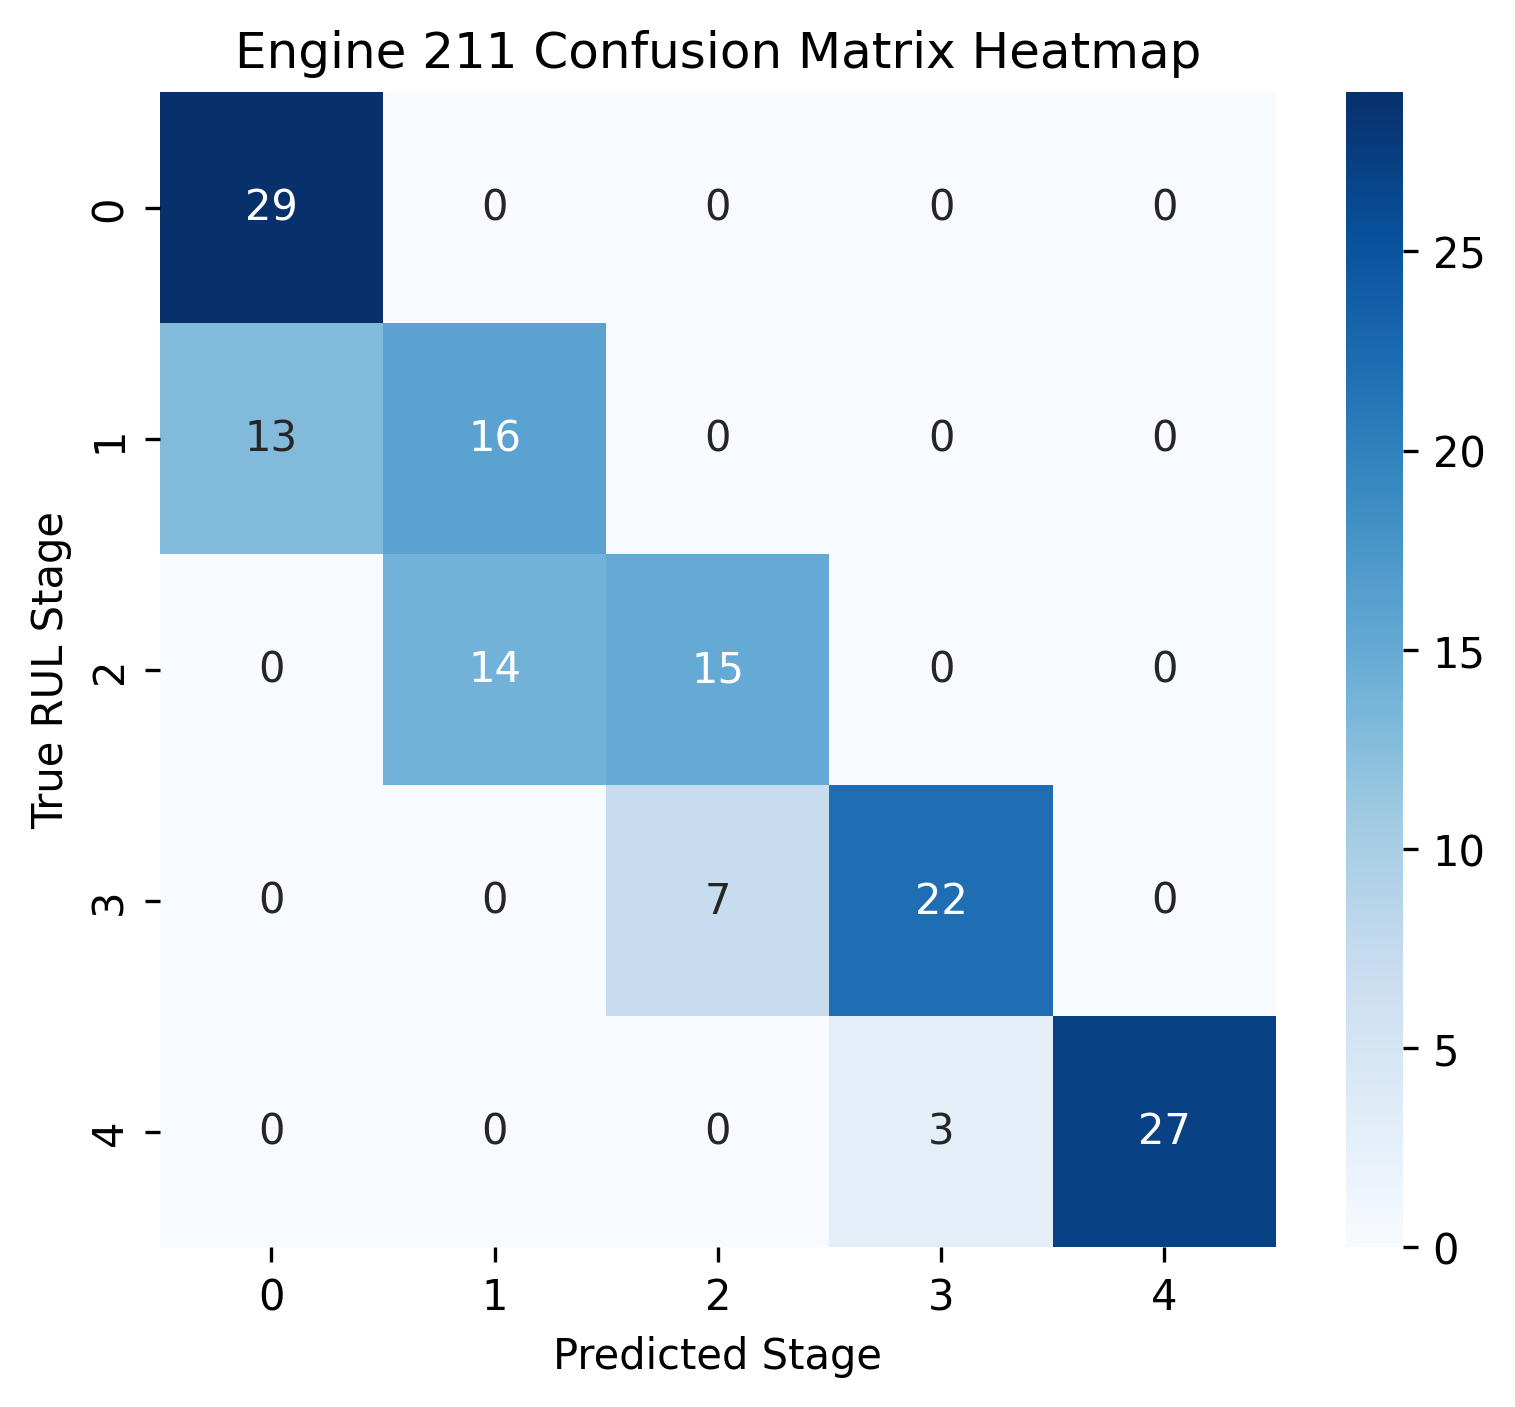 Engine 211 Confusion Matrix Heatmap
True RUL Stage
0 29 0 0 0 0
1 13 16 0 0 0
2 0 14 15 0 0
3 0 0 7 22 0
4 0 0 0 3 27
0 1 2 3 4
Predicted Stage
25
20
15
10
5
0